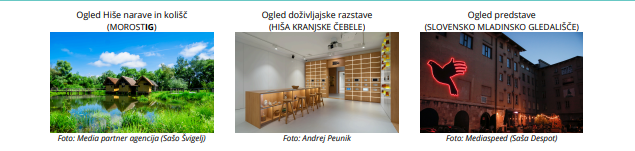 Ogled Hiše narave in kolišč
(MOROSTIG)
Ogled doživljajske razstave
(HIŠA KRANJSKE ČEBELE)
Ogled predstave
(SLOVENSKO MLADINSKO GLEDALIŠČE)
Foto: Media partner agencija (Sašo Švigelj)
Foto: Andrej Peunik
Foto: Mediaspeed (Saša Despot)